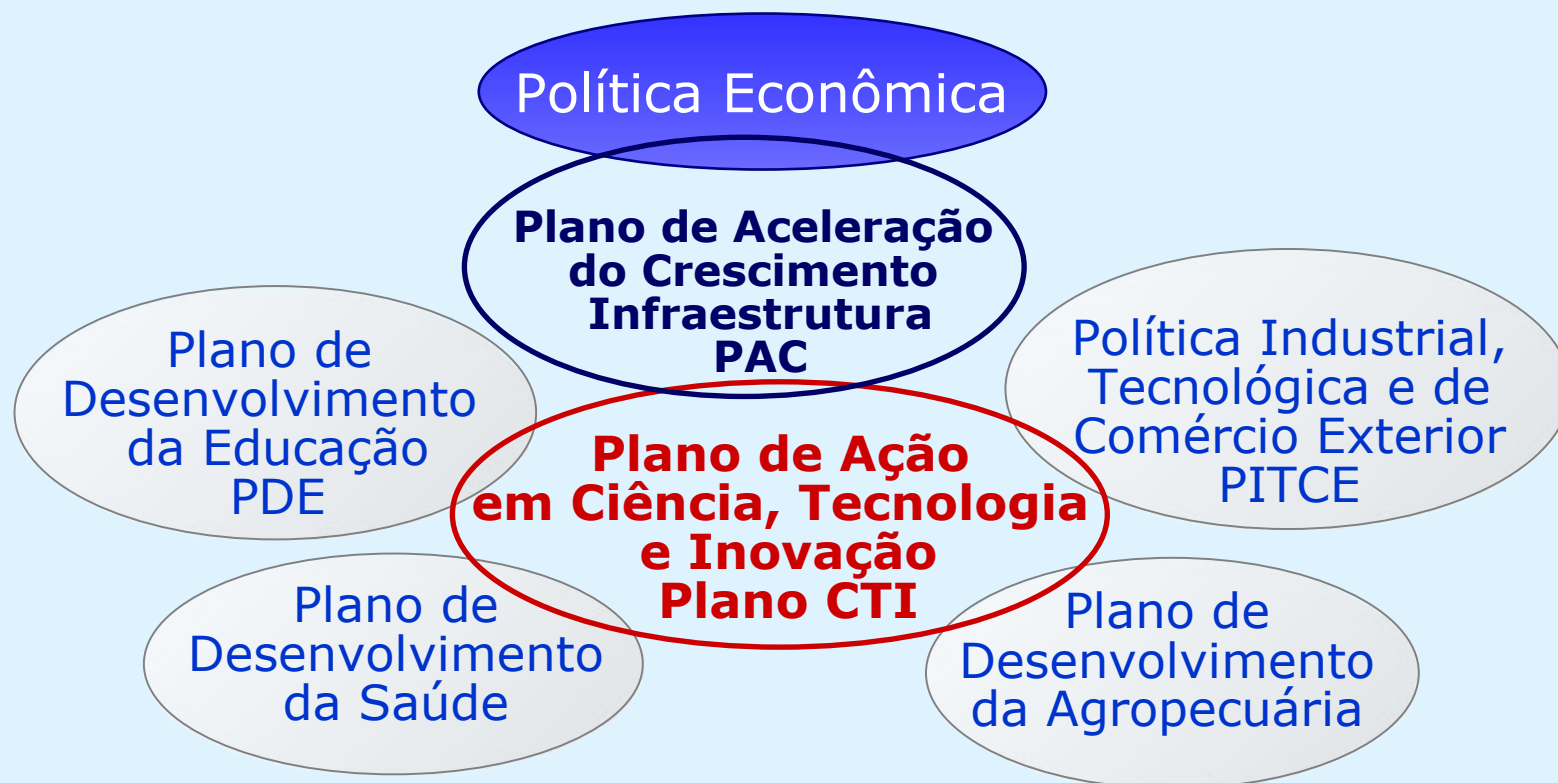 Política Econômica
Plano de Aceleração
do Crescimento
Infraestrutura
PAC
Plano de
Desenvolvimento
da Educação
PDE
Política Industrial,
Tecnológica e de
Comércio Exterior
PITCE
Plano de Ação
em Ciência, Tecnologia
e Inovação
Plano CTI
Plano de
Desenvolvimento
da Saúde
Plano de
Desenvolvimento
da Agropecuária